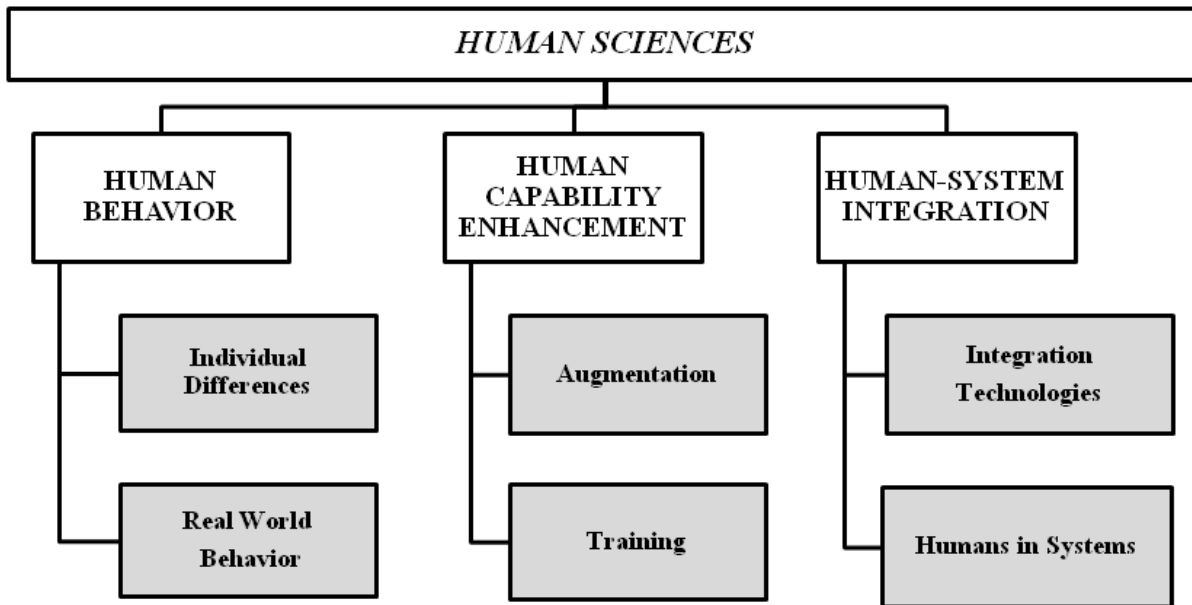 HUMAN SCIENCES
HUMAN
BEHAVIOR
HUMAN
CAPABILITY
ENHANCEMENT
HUMAN-SYSTEM
INTEGRATION
Individual
Differences
Augmentation
Integration
Technologies
Real World
Behavior
Training
Humans in Systems